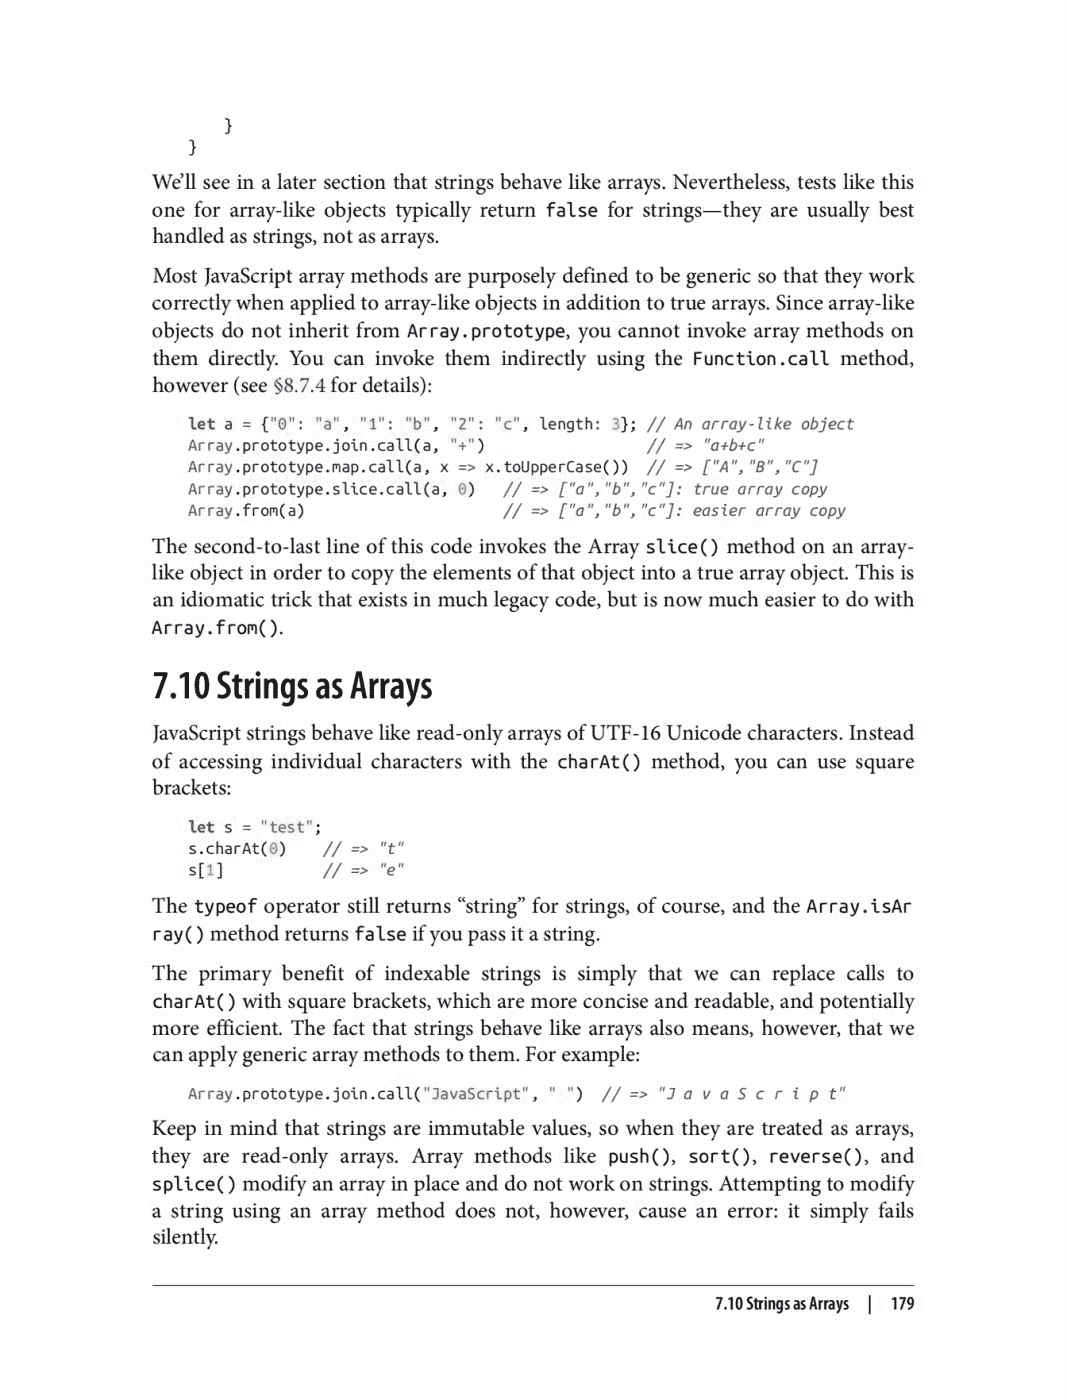 }
}
We’ll see in a later section that strings behave like arrays. Nevertheless, tests like this
one for array-like objects typically return false for strings—they are usually best
handled as strings, not as arrays.
Most JavaScript array methods are purposely defined to be generic so that they work
correctly when applied to array-like objects in addition to true arrays. Since array-like
objects do not inherit from Array.prototype, you cannot invoke array methods on
them directly. You can invoke them indirectly using the Function.call method,
however (see §8.7.4 for details):
let a = {"0": "a", "1": "b", "2": "c", length: 3}; // An array-like object
Array.prototype.join.call(a, "+") // => "a+b+c"
Array.prototype.map.call(a, x => x.toUpperCase()) // => ["A","B","C"]
Array.prototype.slice.call(a, 0) // => ["a","b","c"]: true array copy
Array.from(a) // => ["a","b","c"]: easier array copy
The second-to-last line of this code invokes the Array slice() method on an array-
like object in order to copy the elements of that object into a true array object. This is
an idiomatic trick that exists in much legacy code, but is now much easier to do with
Array.from().
7.10 Strings as Arrays
JavaScript strings behave like read-only arrays of UTF-16 Unicode characters. Instead
of accessing individual characters with the charAt() method, you can use square
brackets:
let s = "test";
s.charAt(0) // => "t"
s[1] // => "e"
The typeof operator still returns “string” for strings, of course, and the Array.isAr
ray() method returns false if you pass it a string.
The primary benefit of indexable strings is simply that we can replace calls to
charAt() with square brackets, which are more concise and readable, and potentially
more efficient. The fact that strings behave like arrays also means, however, that we
can apply generic array methods to them. For example:
Array.prototype.join.call("JavaScript", " ") // => "J a v a S c r i p t"
Keep in mind that strings are immutable values, so when they are treated as arrays,
they are read-only arrays. Array methods like push(), sort(), reverse(), and
splice() modify an array in place and do not work on strings. Attempting to modify
a string using an array method does not, however, cause an error: it simply fails
silently.
7.10 Strings as Arrays | 179